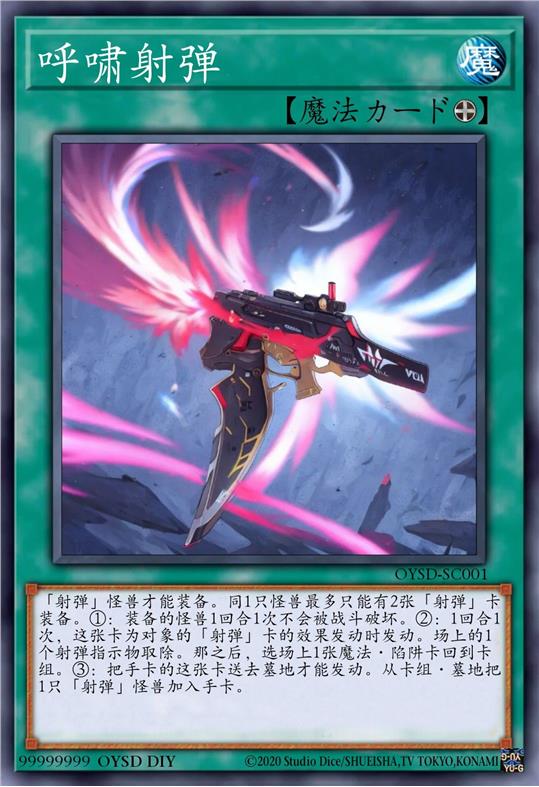 呼啸射弹
魔
【魔法カード】
VQA
OYSD-SC001
「射弹」怪兽才能装备。同1只怪兽最多只能有2张「射弹」卡
装备。①：装备的怪兽1回合1次不会被战斗破坏。②：1回合1
次，这张卡为对象的「射弹」卡的效果发动时发动。场上的1
个射弹指示物取除。那之后，选场上1张魔法·陷阱卡回到卡
组。③：把手卡的这张卡送去墓地才能发动。从卡组·墓地把
1只「射弹」怪兽加入手卡。
99999999 OYSD DIY
©2020 Studio Dice/SHUEISHA,TV TOKYO,KONAMI
YU-G